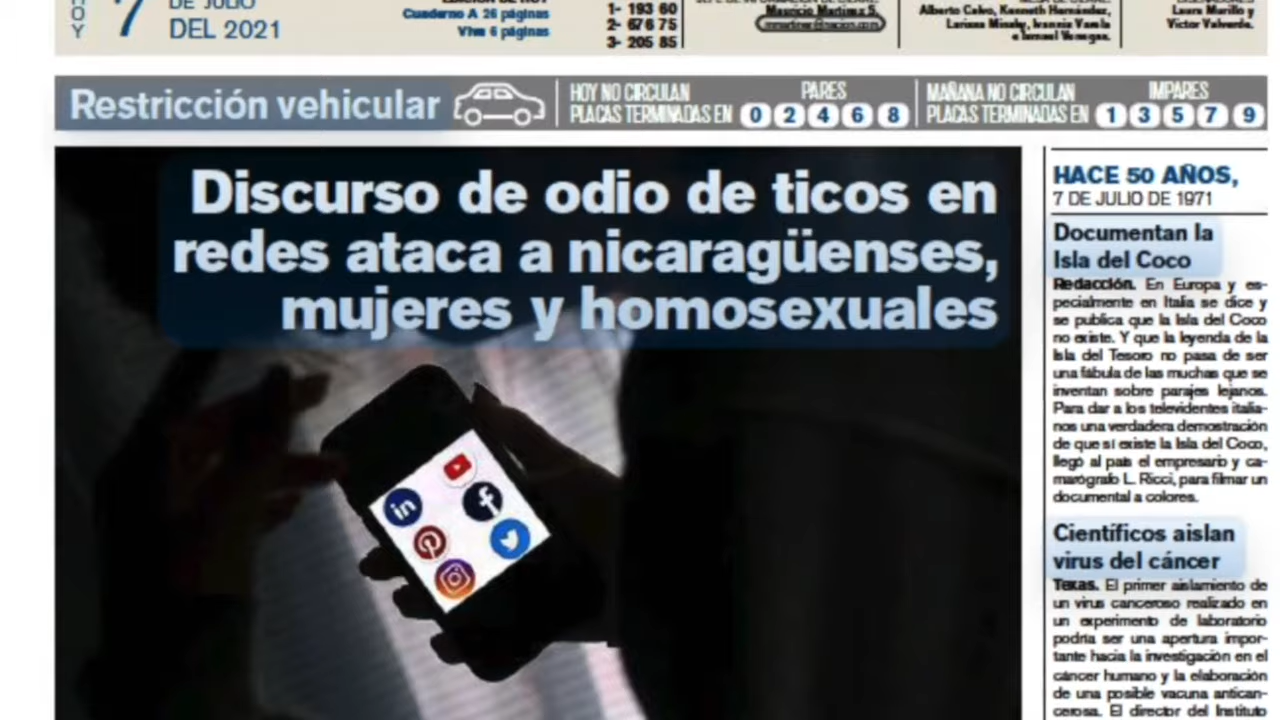 HOY
7
DE JULIO
DEL 2021
EDICIÓN DE HOY
Cuaderno A 26 páginas
Viva 6 páginas
1- 193 60
2- 676 75
3- 205 85
Mauricio Martínez S.
Alberto Calvo, Kenneth Hernández,
Larissa Minsky, Ivannia Varela
e Ismael Venegas.
Laura Murillo y
Víctor Valverde.
Restricción vehicular
HOY NO CIRCULAN
PLACAS TERMINADAS EN
PARES
0 2 4 6 8
MAÑANA NO CIRCULAN
PLACAS TERMINADAS EN
IMPARES
1 3 5 7 9
Discurso de odio de ticos en
redes ataca a nicaragüenses,
mujeres y homosexuales
in
HACE 50 AÑOS,
7 DE JULIO DE 1971
Documentan la
Isla del Coco
Redacción. En Europa y es-
pecialmente en Italia se dice y
se publica que la Isla del Coco
no existe. Y que la leyenda de la
Isla del Tesoro no pasa de ser
una fábula de las muchas que se
inventan sobre parajes lejanos.
Para dar a los televidentes italia-
nos una verdadera demostración
de que sí existe la Isla del Coco,
llegó al país el empresario y ca-
marógrafo L. Ricci, para filmar un
documental a colores.
Científicos aislan
virus del cáncer
Texas. El primer aislamiento de
un virus canceroso realizado en
un experimento de laboratorio
podría ser una apertura impor-
tante hacia la investigación en el
cáncer humano y la elaboración
de una posible vacuna antican-
cerosa. El director del Instituto